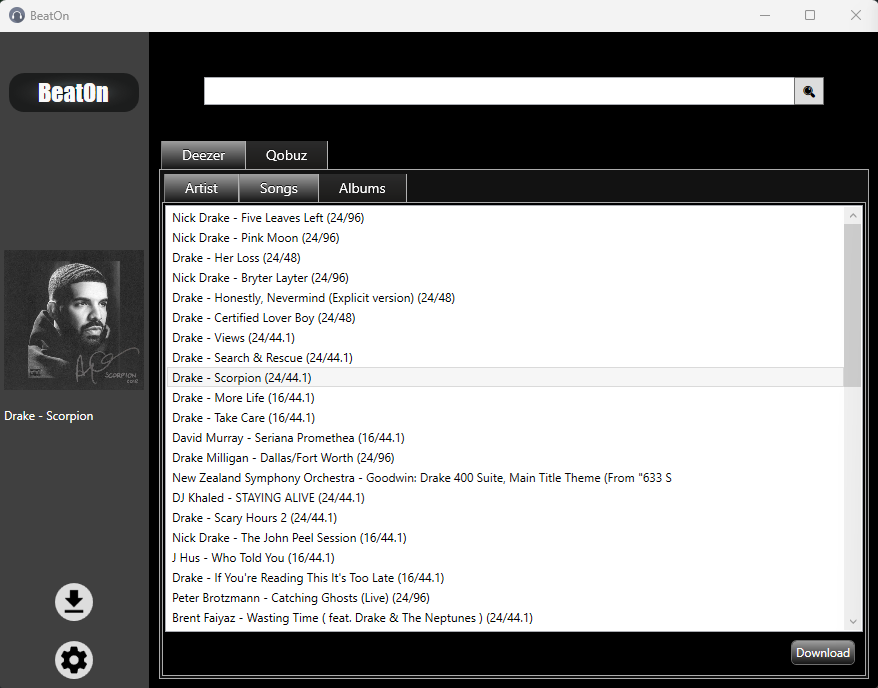 BeatOn
BeatOn
Deezer
Qobuz
Artist
Songs
Albums
Nick Drake - Five Leaves Left (24/96)
Nick Drake - Pink Moon (24/96)
Drake - Her Loss (24/48)
Nick Drake - Bryter Layter (24/96)
Drake - Honestly, Nevermind (Explicit version) (24/48)
Drake - Certified Lover Boy (24/48)
Drake - Views (24/44.1)
Drake - Search & Rescue (24/44.1)
Drake - Scorpion (24/44.1)
Drake - More Life (16/44.1)
Drake - Take Care (16/44.1)
David Murray - Seriana Promethea (16/44.1)
Drake Milligan - Dallas/Fort Worth (24/96)
New Zealand Symphony Orchestra - Goodwin: Drake 400 Suite, Main Title Theme (From "633 S
DJ Khaled - STAYING ALIVE (24/44.1)
Drake - Scary Hours 2 (24/44.1)
Nick Drake - The John Peel Session (16/44.1)
J Hus - Who Told You (16/44.1)
Drake - If You're Reading This It's Too Late (16/44.1)
Peter Brotzmann - Catching Ghosts (Live) (24/96)
Brent Faiyaz - Wasting Time ( feat. Drake & The Neptunes ) (24/44.1)
SCORPION
Drake - Scorpion
Download